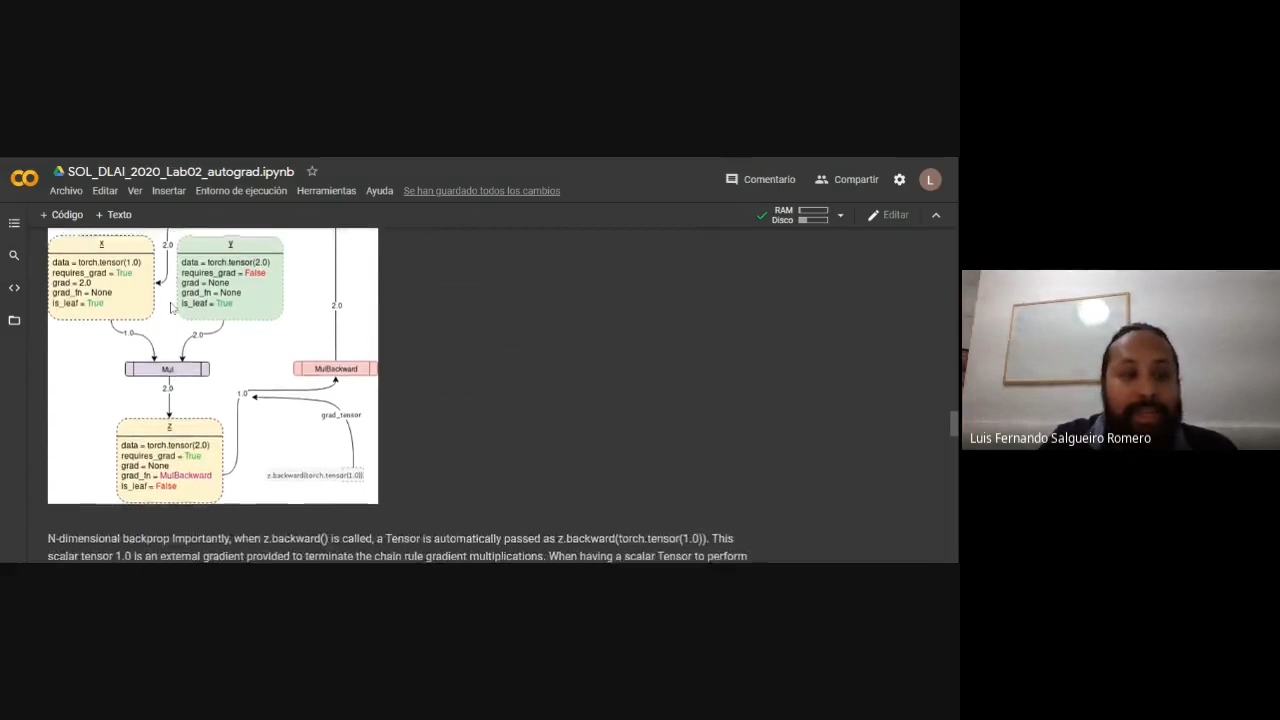 SOL_DLAI_2020_Lab02_autograd.ipynb
Comentario
Compartir
L
Archivo Editar Ver Insertar Entorno de ejecución Herramientas Ayuda Se han guardado todos los cambios
+ Código + Texto
RAM
Disco
Editar
x
data = torch.tensor(1.0)
requires_grad = True
grad = 2.0
grad_fn = None
is_leaf = True
2.0
y
data = torch.tensor(2.0)
requires_grad = False
grad = None
grad_fn = None
is_leaf = True
2.0
1.0
2.0
Mul
MulBackward
2.0
1.0
grad_tensor
z
data = torch.tensor(2.0)
requires_grad = True
grad = None
grad_fn = MulBackward
is_leaf = False
z.backward(torch.tensor(1.0))
N-dimensional backprop Importantly, when z.backward() is called, a Tensor is automatically passed as z.backward(torch.tensor(1.0)). This
scalar tensor 1.0 is an external gradient provided to terminate the chain rule gradient multiplications. When having a scalar Tensor to perform
Luis Fernando Salgueiro Romero